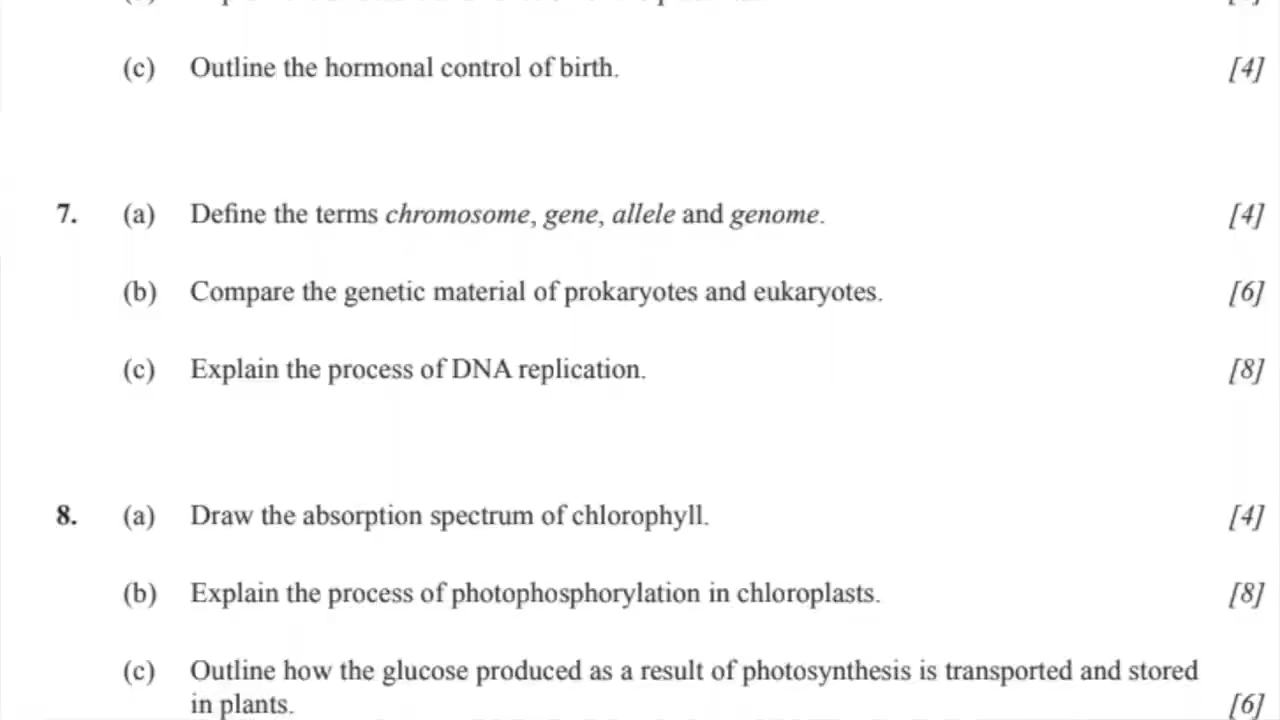 (c) Outline the hormonal control of birth. [4]
7. (a) Define the terms chromosome, gene, allele and genome. [4]
(b) Compare the genetic material of prokaryotes and eukaryotes. [6]
(c) Explain the process of DNA replication. [8]
8. (a) Draw the absorption spectrum of chlorophyll. [4]
(b) Explain the process of photophosphorylation in chloroplasts. [8]
(c) Outline how the glucose produced as a result of photosynthesis is transported and stored
in plants. [6]